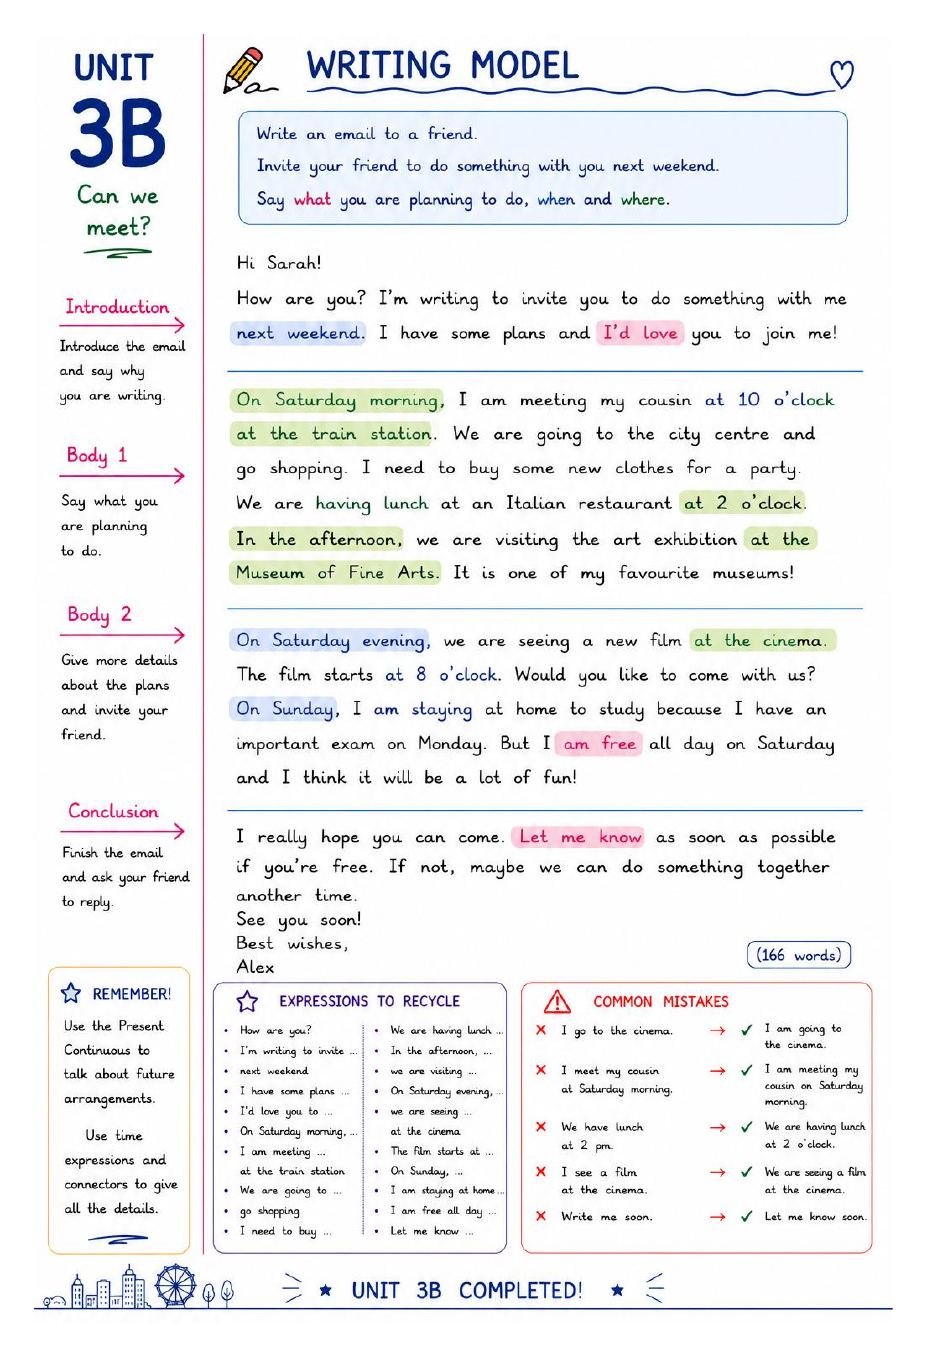 UNIT
3B
Can we
meet?
WRITING MODEL
Write an email to a friend.
Invite your friend to do something with you next weekend.
Say what you are planning to do, when and where.
Introduction
Introduce the email
and say why
you are writing.
Hi Sarah!
How are you? I'm writing to invite you to do something with me
next weekend. I have some plans and I'd love you to join me!
Body 1
Say what you
are planning
to do.
On Saturday morning, I am meeting my cousin at 10 o'clock
at the train station. We are going to the city centre and
go shopping. I need to buy some new clothes for a party.
We are having lunch at an Italian restaurant at 2 o'clock.
In the afternoon, we are visiting the art exhibition at the
Museum of Fine Arts. It is one of my favourite museums!
Body 2
Give more details
about the plans
and invite your
friend.
On Saturday evening, we are seeing a new film at the cinema.
The film starts at 8 o'clock. Would you like to come with us?
On Sunday, I am staying at home to study because I have an
important exam on Monday. But I am free all day on Saturday
and I think it will be a lot of fun!
Conclusion
Finish the email
and ask your friend
to reply.
I really hope you can come. Let me know as soon as possible
if you're free. If not, maybe we can do something together
another time.
See you soon!
Best wishes,
Alex
(166 words)
REMEMBER!
Use the Present
Continuous to
talk about future
arrangements.
Use time
expressions and
connectors to give
all the details.
EXPRESSIONS TO RECYCLE
• How are you?
• I'm writing to invite ...
• next weekend
• I have some plans ...
• I'd love you to ...
• On Saturday morning, ...
• I am meeting ...
at the train station
• We are going to ...
• go shopping
• I need to buy ...
• We are having lunch ...
• In the afternoon, ...
• we are visiting ...
• On Saturday evening, ...
• we are seeing ...
at the cinema
• The film starts at ...
• On Sunday, ...
• I am staying at home ...
• I am free all day ...
• Let me know ...
COMMON MISTAKES
✗ I go to the cinema. → ✓ I am going to
the cinema.
✗ I meet my cousin
at Saturday morning. → ✓ I am meeting my
cousin on Saturday
morning.
✗ We have lunch
at 2 pm. → ✓ We are having lunch
at 2 o'clock.
✗ I see a film
at the cinema. → ✓ We are seeing a film
at the cinema.
✗ Write me soon. → ✓ Let me know soon.
★ UNIT 3B COMPLETED! ★